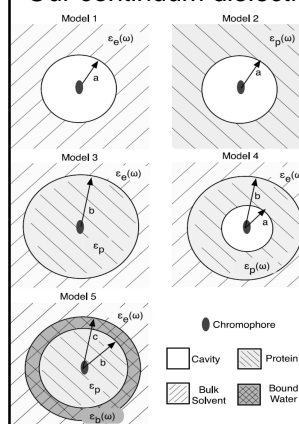 Model 1
Model 2
εe(ω)
a
εp(ω)
a
Model 3
Model 4
εe(ω)
b
εp
b
a
εp(ω)
Model 5
εe(ω)
c
b
εp
εb(ω)
Chromophore
Cavity
Protein
Bulk
Solvent
Bound
Water